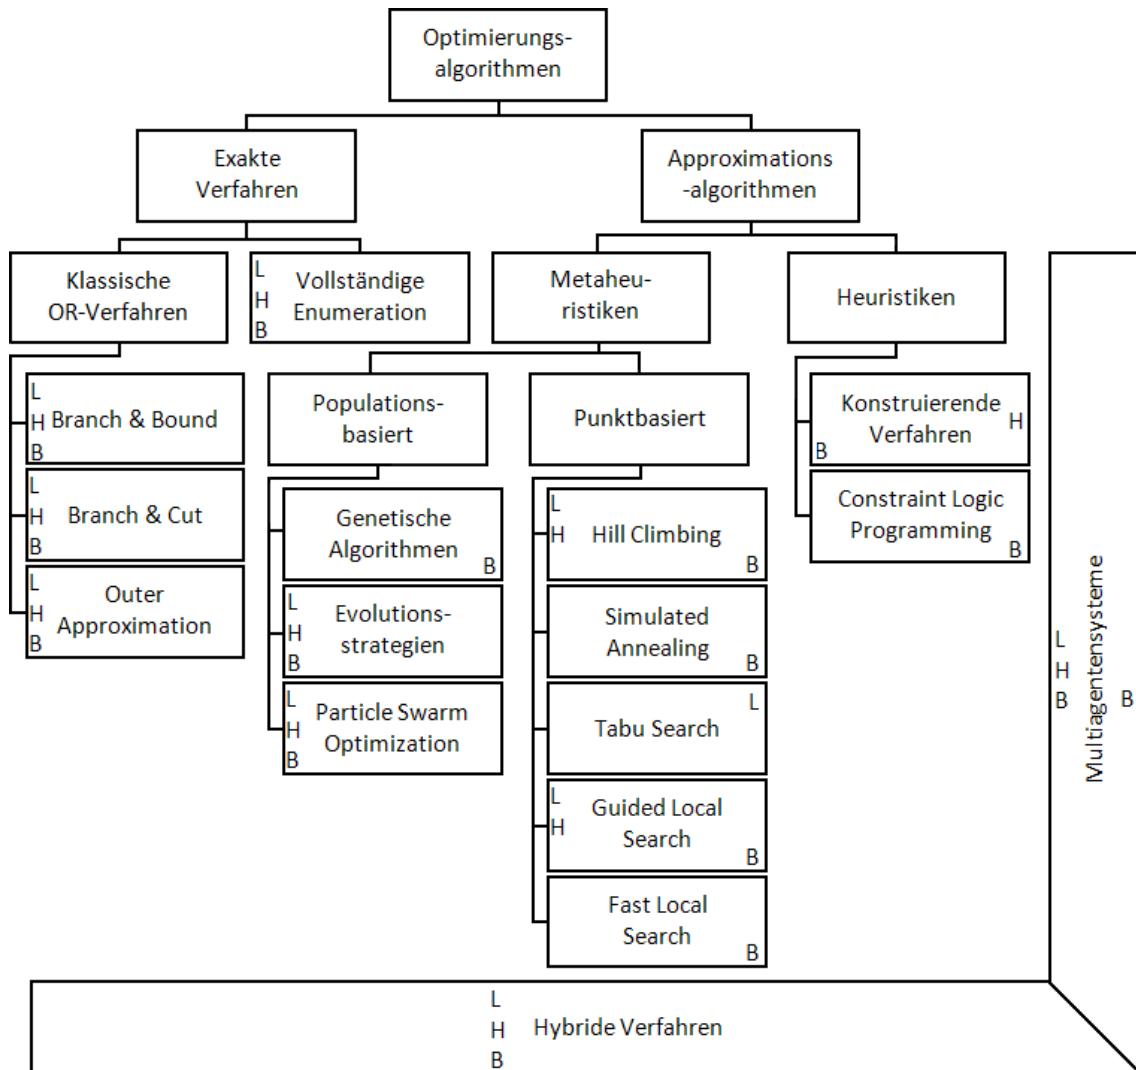 Optimierungs-
algorithmen
Exakte
Verfahren
Approximations
-algorithmen
Klassische
OR-Verfahren
L
H
B
Vollständige
Enumeration
Metaheu-
ristiken
Heuristiken
L
H
B
Branch & Bound
L
H
B
Branch & Cut
L
H
B
Outer
Approximation
Populations-
basiert
Genetische
Algorithmen
B
L
H
B
Evolutions-
strategien
L
H
B
Particle Swarm
Optimization
Punktbasiert
L
H
Hill Climbing
B
Simulated
Annealing
B
L
Tabu Search
L
H
Guided Local
Search
B
Fast Local
Search
B
Konstruierende
Verfahren
H
B
Constraint Logic
Programming
B
L
H
B
Multiagentensysteme
B
L
H
B
Hybride Verfahren